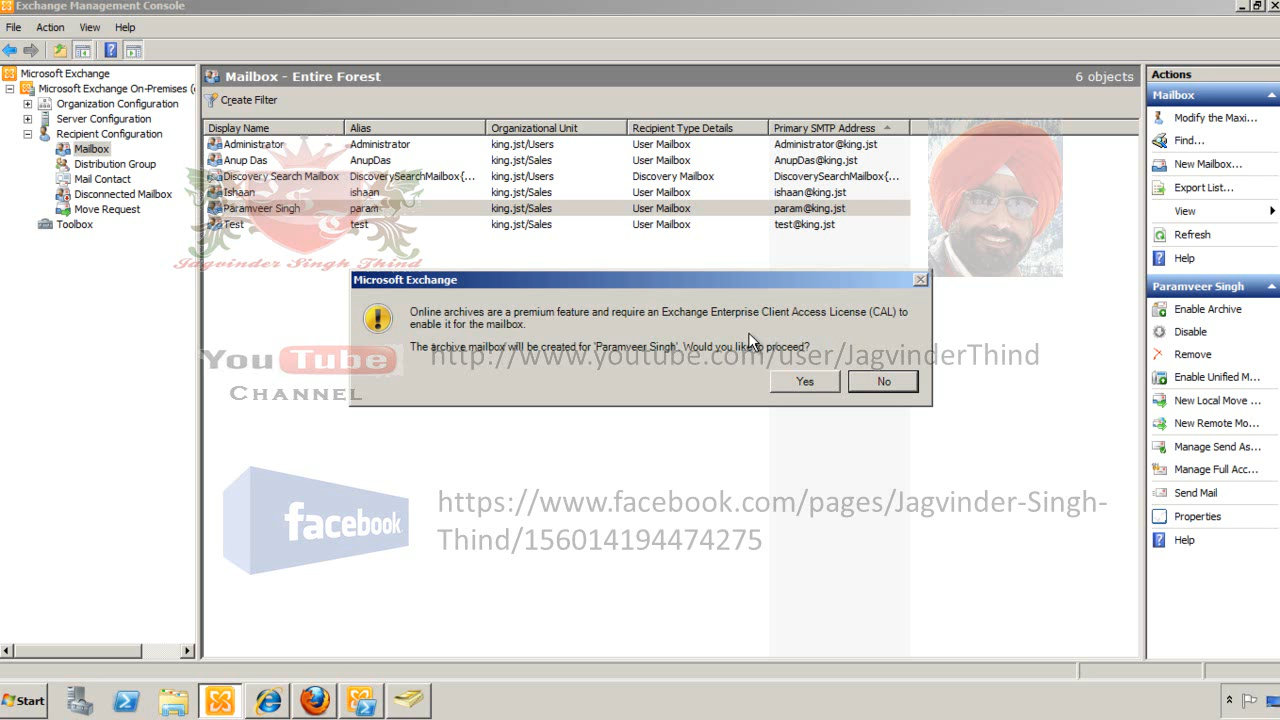 Exchange Management Console
File Action View Help
Microsoft Exchange
Microsoft Exchange On-Premises (
Organization Configuration
Server Configuration
Recipient Configuration
Mailbox
Distribution Group
Mail Contact
Disconnected Mailbox
Move Request
Toolbox
Mailbox - Entire Forest 6 objects
Create Filter
Display Name Alias Organizational Unit Recipient Type Details Primary SMTP Address
Administrator Administrator king.jst/Users User Mailbox Administrator@king.jst
Anup Das AnupDas king.jst/Sales User Mailbox AnupDas@king.jst
Discovery Search Mailbox DiscoverySearchMailbox{... king.jst/Users Discovery Mailbox DiscoverySearchMailbox{...
Ishaan ishaan king.jst/Sales User Mailbox ishaan@king.jst
Paramveer Singh param king.jst/Sales User Mailbox param@king.jst
Test test king.jst/Sales User Mailbox test@king.jst
Jagvinder Singh Thind
Microsoft Exchange
Online archives are a premium feature and require an Exchange Enterprise Client Access License (CAL) to
enable it for the mailbox.
The archive mailbox will be created for 'Paramveer Singh'. Would you like to proceed?
Yes No
You Tube
CHANNEL
http://www.youtube.com/user/JagvinderThind
facebook
https://www.facebook.com/pages/Jagvinder-Singh-
Thind/156014194474275
Actions
Mailbox
Modify the Maxi...
Find...
New Mailbox...
Export List...
View
Refresh
Help
Paramveer Singh
Enable Archive
Disable
Remove
Enable Unified M...
New Local Move ...
New Remote Mo...
Manage Send As...
Manage Full Acc...
Send Mail
Properties
Help
Start